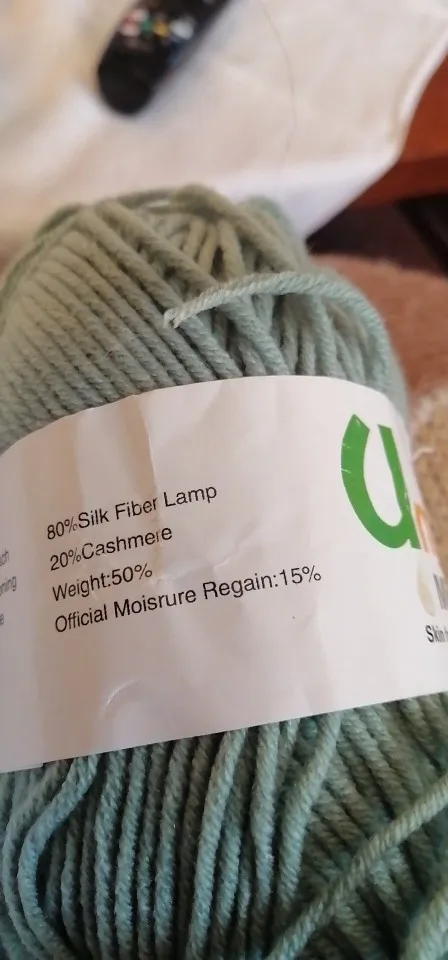 80%Silk Fiber Lamp
20%Cashmere
Weight:50%
Official Moisrure Regain:15%